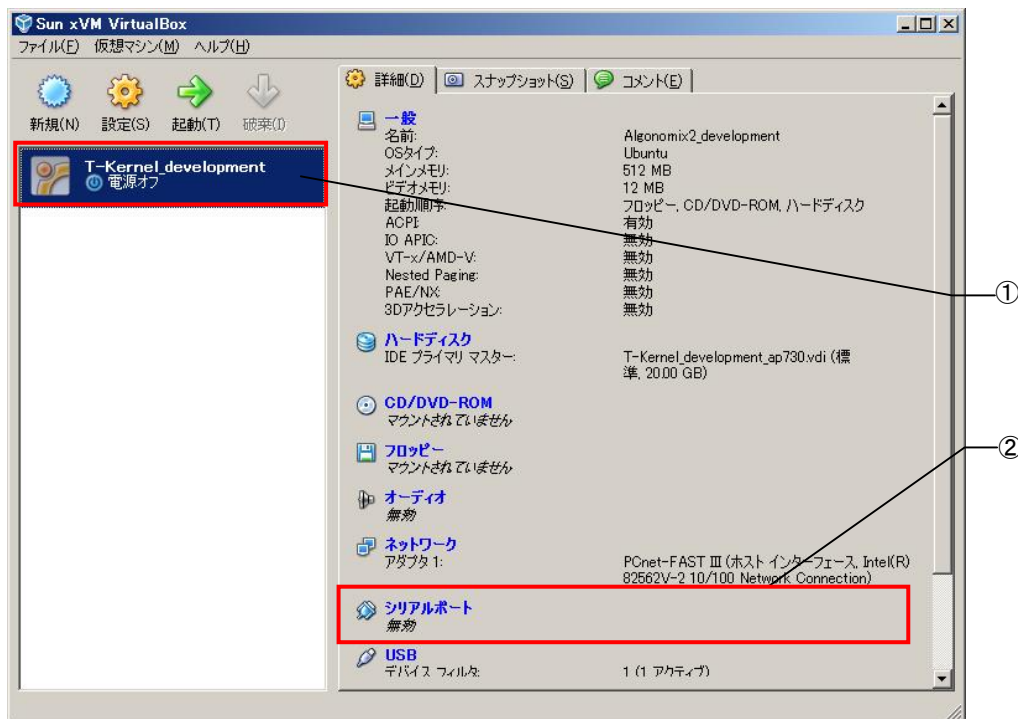 Sun xVM VirtualBox
ファイル(F) 仮想マシン(M) ヘルプ(H)
新規(N) 設定(S) 起動(T) 破棄(I)
T-Kernel_development
電源オフ
詳細(D) スナップショット(S) コメント(E)
一般
名前: Algonomix2_development
OSタイプ: Ubuntu
メインメモリ: 512 MB
ビデオメモリ: 12 MB
起動順序: フロッピー, CD/DVD-ROM, ハードディスク
ACPI: 有効
IO APIC: 無効
VT-x/AMD-V: 無効
Nested Paging: 無効
PAE/NX: 無効
3Dアクセラレーション: 無効
①
ハードディスク
IDE プライマリ マスター: T-Kernel_development_ap730.vdi (標
準, 20.00 GB)
CD/DVD-ROM
マウントされていません
②
フロッピー
マウントされていません
オーディオ
無効
ネットワーク
アダプタ 1: PCnet-FAST III (ホスト インターフェース, Intel(R)
82562V-2 10/100 Network Connection)
シリアルポート
無効
USB
デバイス フィルタ: 1 (1 アクティブ)